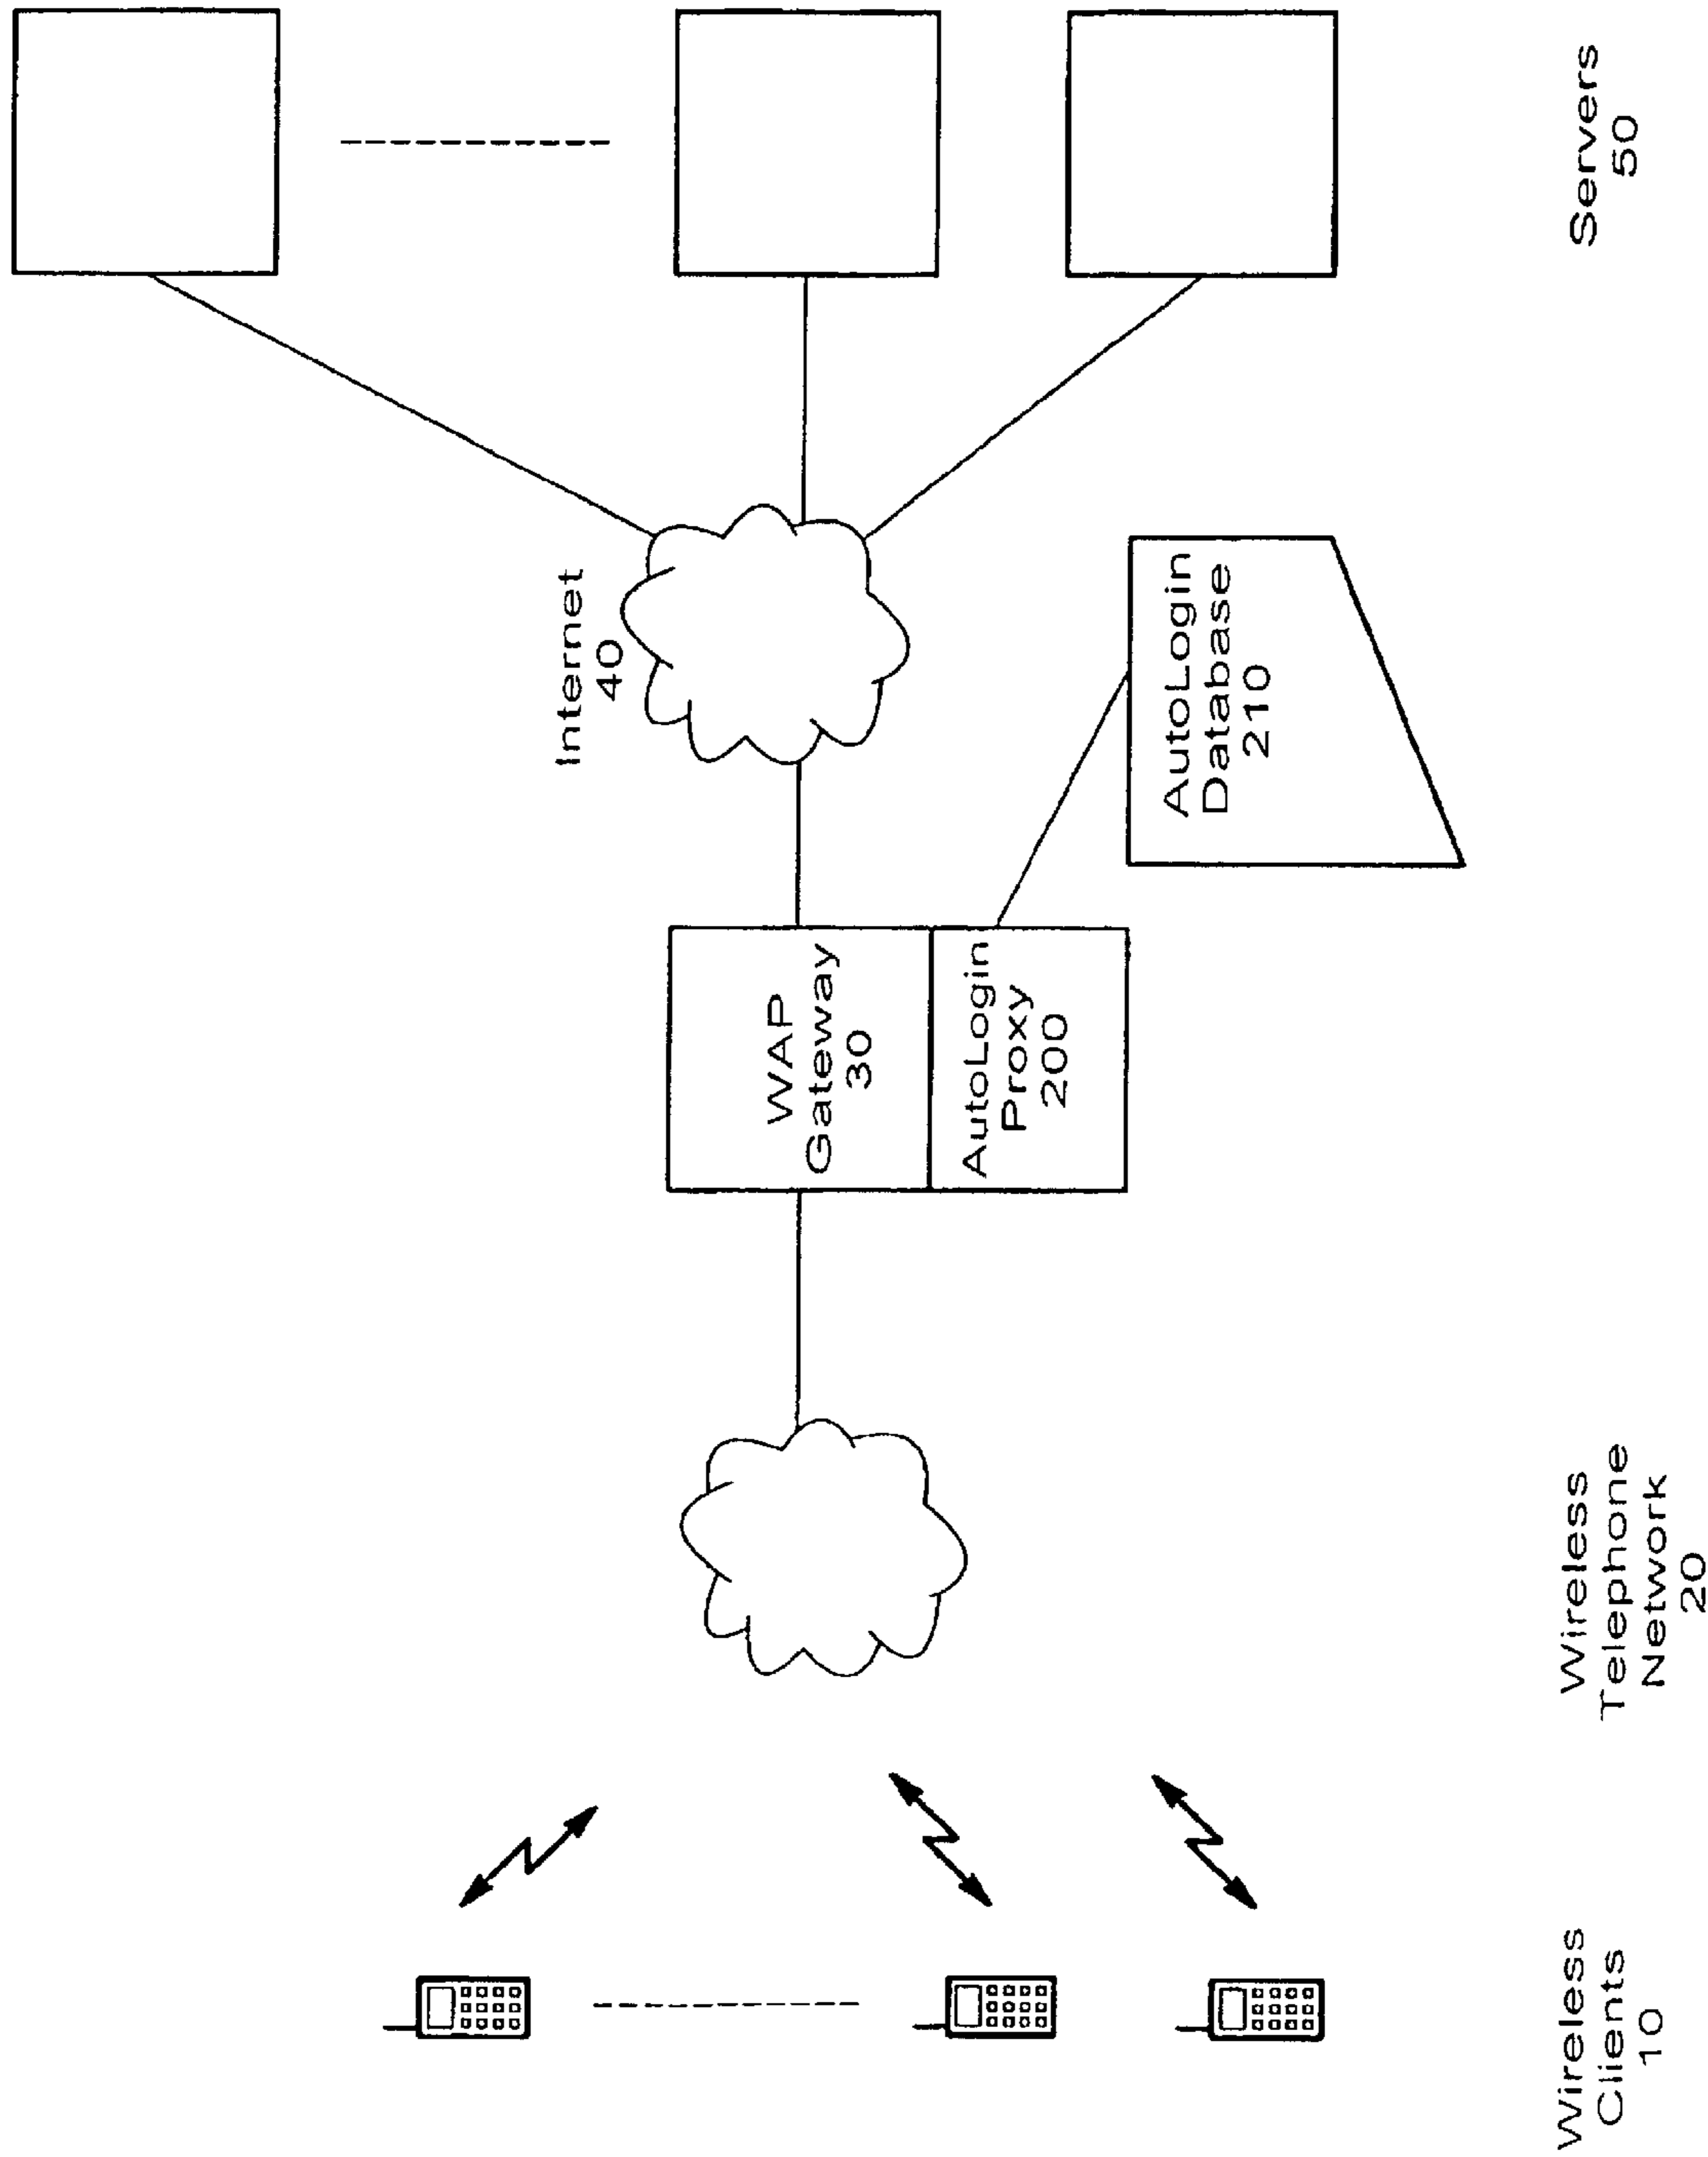 Wireless
Clients
10
Wireless
Telephone
Network
20
WAP
Gateway
30
AutoLogin
Proxy
200
Internet
40
AutoLogin
Database
210
Servers
50